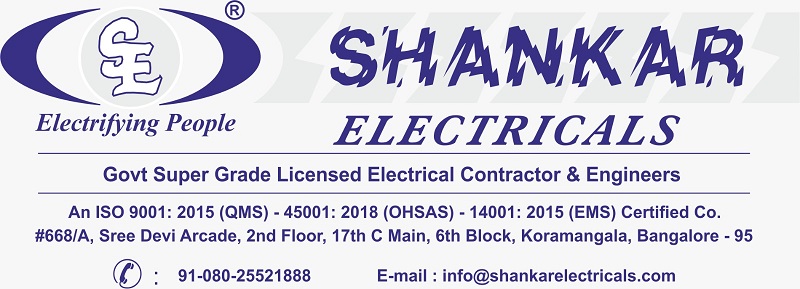 SE
®
Electrifying People
SHANKAR
ELECTRICALS
Govt Super Grade Licensed Electrical Contractor & Engineers
An ISO 9001: 2015 (QMS) - 45001: 2018 (OHSAS) - 14001: 2015 (EMS) Certified Co.
#668/A, Sree Devi Arcade, 2nd Floor, 17th C Main, 6th Block, Koramangala, Bangalore - 95
: 91-080-25521888 E-mail : info@shankarelectricals.com